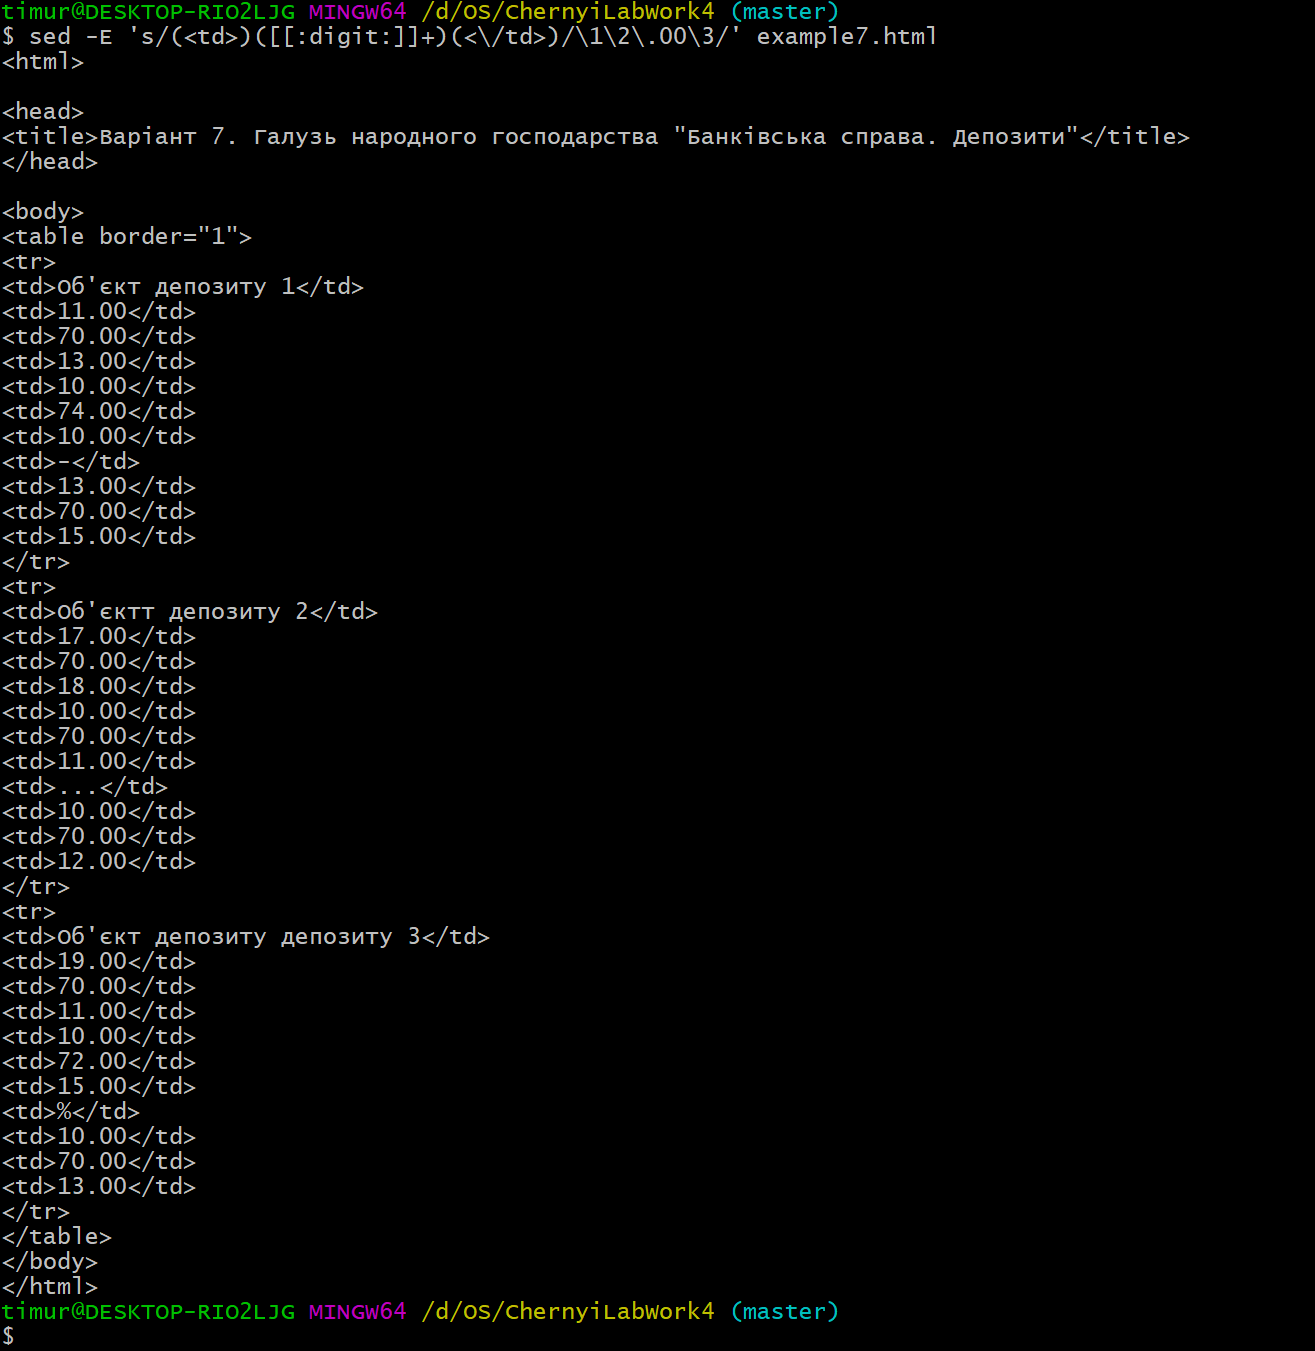 timur@DESKTOP-RIO2LJG MINGW64 /d/OS/ChernyiLabWork4 (master)
$ sed -E 's/(<td>)([[:digit:]]+)(<\/td>)/\1\2\.00\3/' example7.html
<html>

<head>
<title>Варіант 7. Галузь народного господарства "Банківська справа. Депозити"</title>
</head>

<body>
<table border="1">
<tr>
<td>Об'єкт депозиту 1</td>
<td>11.00</td>
<td>70.00</td>
<td>13.00</td>
<td>10.00</td>
<td>74.00</td>
<td>10.00</td>
<td>-</td>
<td>13.00</td>
<td>70.00</td>
<td>15.00</td>
</tr>
<tr>
<td>Об'єктт депозиту 2</td>
<td>17.00</td>
<td>70.00</td>
<td>18.00</td>
<td>10.00</td>
<td>70.00</td>
<td>11.00</td>
<td>...</td>
<td>10.00</td>
<td>70.00</td>
<td>12.00</td>
</tr>
<tr>
<td>Об'єкт депозиту депозиту 3</td>
<td>19.00</td>
<td>70.00</td>
<td>11.00</td>
<td>10.00</td>
<td>72.00</td>
<td>15.00</td>
<td>%</td>
<td>10.00</td>
<td>70.00</td>
<td>13.00</td>
</tr>
</table>
</body>
</html>
timur@DESKTOP-RIO2LJG MINGW64 /d/OS/ChernyiLabWork4 (master)
$